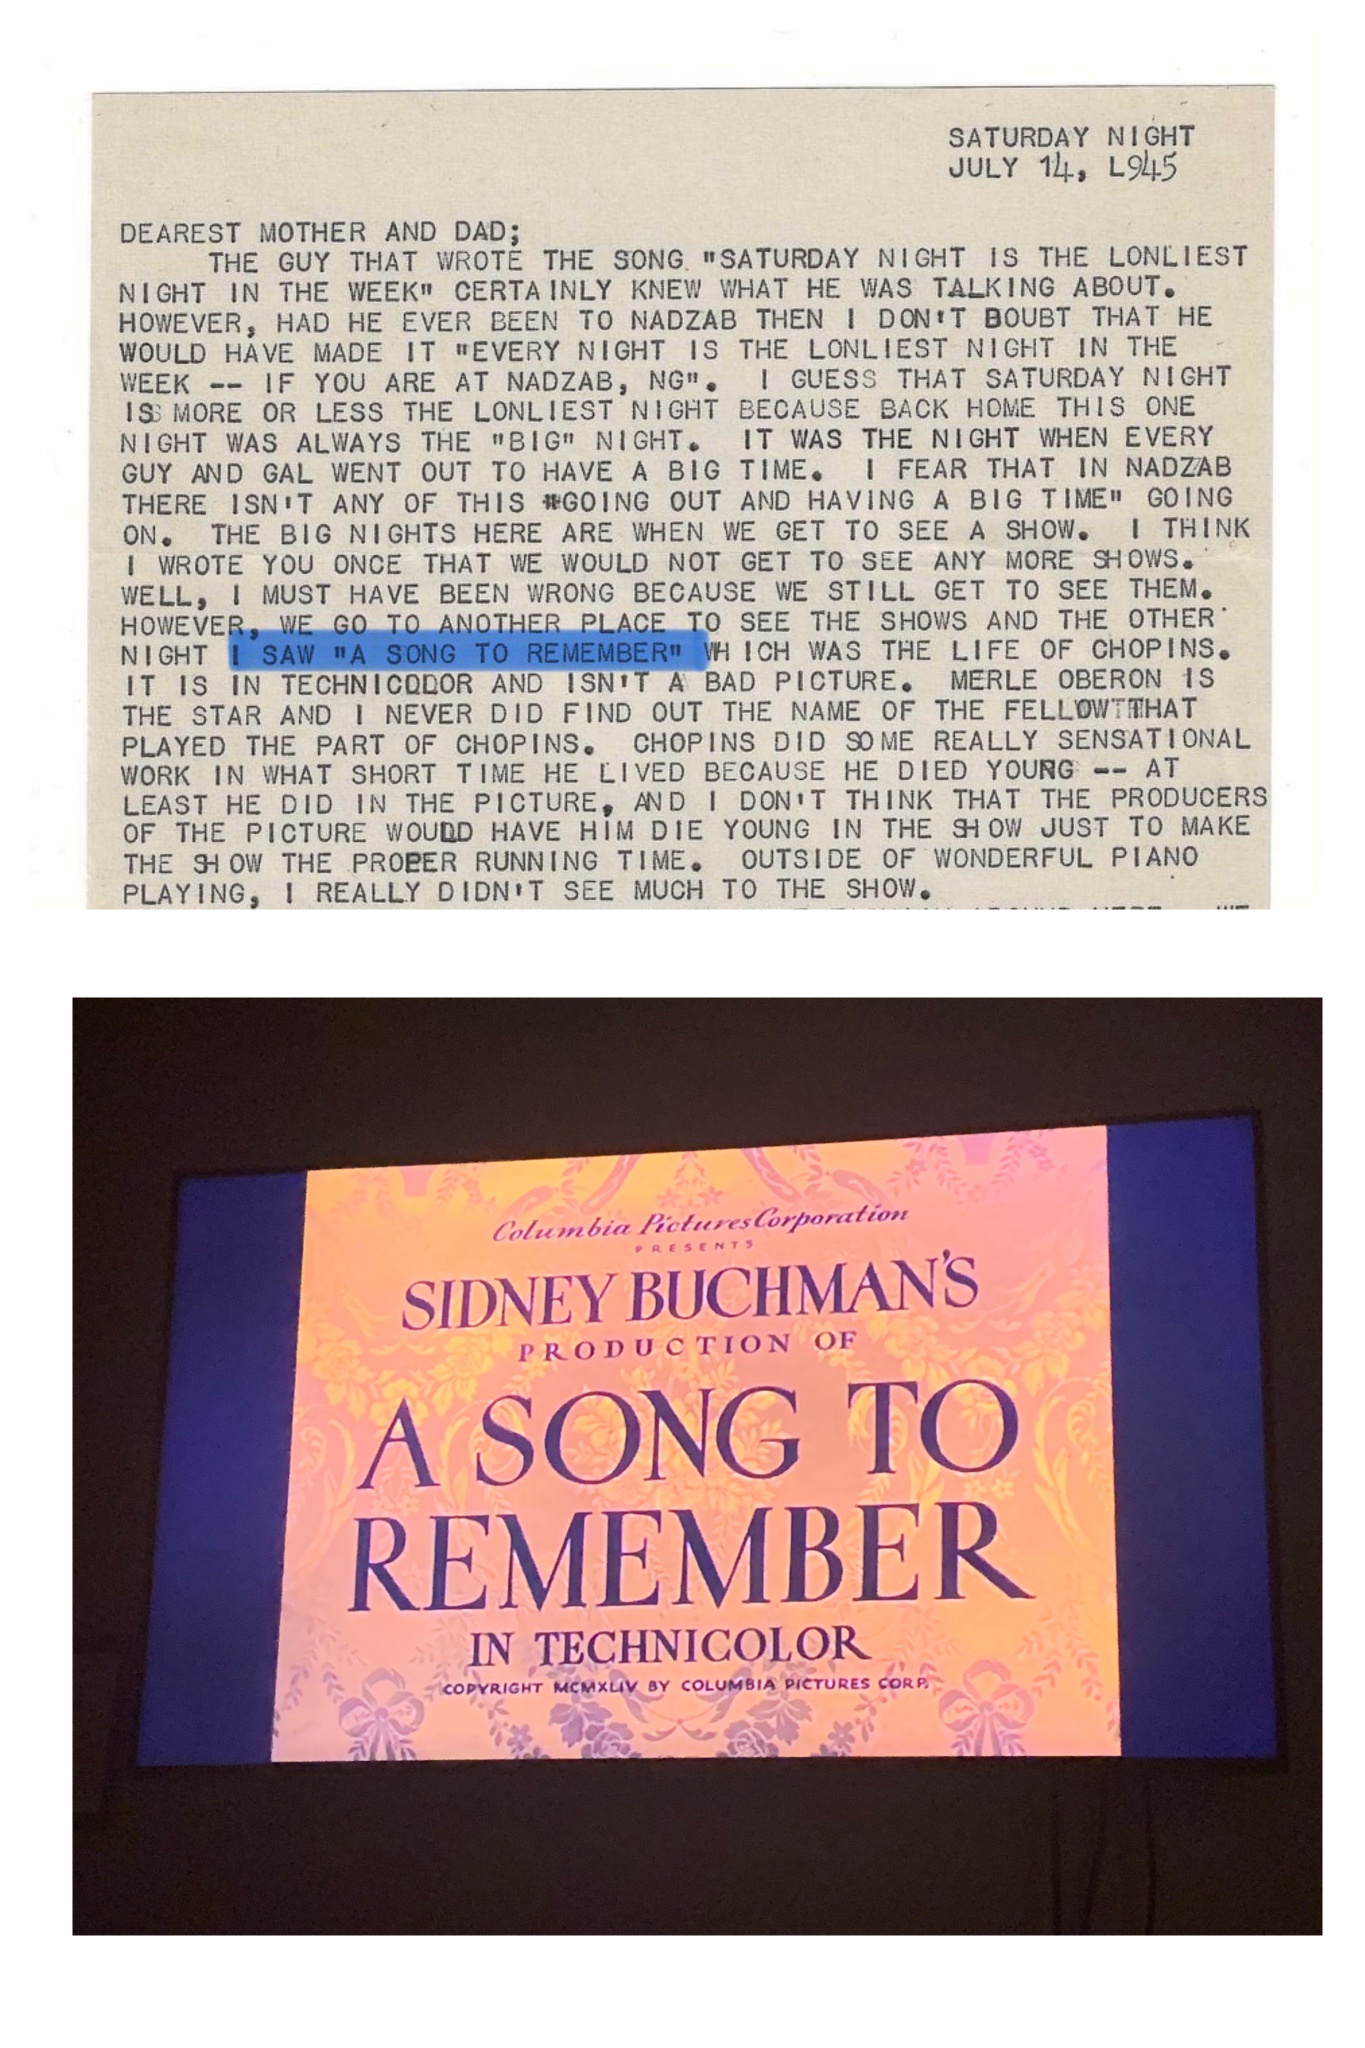 SATURDAY NIGHT
JULY 14, L945
DEAREST MOTHER AND DAD;
THE GUY THAT WROTE THE SONG "SATURDAY NIGHT IS THE LONLIEST
NIGHT IN THE WEEK" CERTAINLY KNEW WHAT HE WAS TALKING ABOUT.
HOWEVER, HAD HE EVER BEEN TO NADZAB THEN I DON'T DOUBT THAT HE
WOULD HAVE MADE IT "EVERY NIGHT IS THE LONLIEST NIGHT IN THE
WEEK -- IF YOU ARE AT NADZAB, NG". I GUESS THAT SATURDAY NIGHT
IS MORE OR LESS THE LONLIEST NIGHT BECAUSE BACK HOME THIS ONE
NIGHT WAS ALWAYS THE "BIG" NIGHT. IT WAS THE NIGHT WHEN EVERY
GUY AND GAL WENT OUT TO HAVE A BIG TIME. I FEAR THAT IN NADZAB
THERE ISN'T ANY OF THIS "GOING OUT AND HAVING A BIG TIME" GOING
ON. THE BIG NIGHTS HERE ARE WHEN WE GET TO SEE A SHOW. I THINK
I WROTE YOU ONCE THAT WE WOULD NOT GET TO SEE ANY MORE SHOWS.
WELL, I MUST HAVE BEEN WRONG BECAUSE WE STILL GET TO SEE THEM.
HOWEVER, WE GO TO ANOTHER PLACE TO SEE THE SHOWS AND THE OTHER
NIGHT I SAW "A SONG TO REMEMBER" WHICH WAS THE LIFE OF CHOPINS.
IT IS IN TECHNICOLOR AND ISN'T A BAD PICTURE. MERLE OBERON IS
THE STAR AND I NEVER DID FIND OUT THE NAME OF THE FELLOW THAT
PLAYED THE PART OF CHOPINS. CHOPINS DID SOME REALLY SENSATIONAL
WORK IN WHAT SHORT TIME HE LIVED BECAUSE HE DIED YOUNG -- AT
LEAST HE DID IN THE PICTURE, AND I DON'T THINK THAT THE PRODUCERS
OF THE PICTURE WOULD HAVE HIM DIE YOUNG IN THE SHOW JUST TO MAKE
THE SHOW THE PROPER RUNNING TIME. OUTSIDE OF WONDERFUL PIANO
PLAYING, I REALLY DIDN'T SEE MUCH TO THE SHOW.
Columbia Pictures Corporation
PRESENTS
SIDNEY BUCHMAN'S
PRODUCTION OF
A SONG TO
REMEMBER
IN TECHNICOLOR
COPYRIGHT MCMXLIV BY COLUMBIA PICTURES CORP.